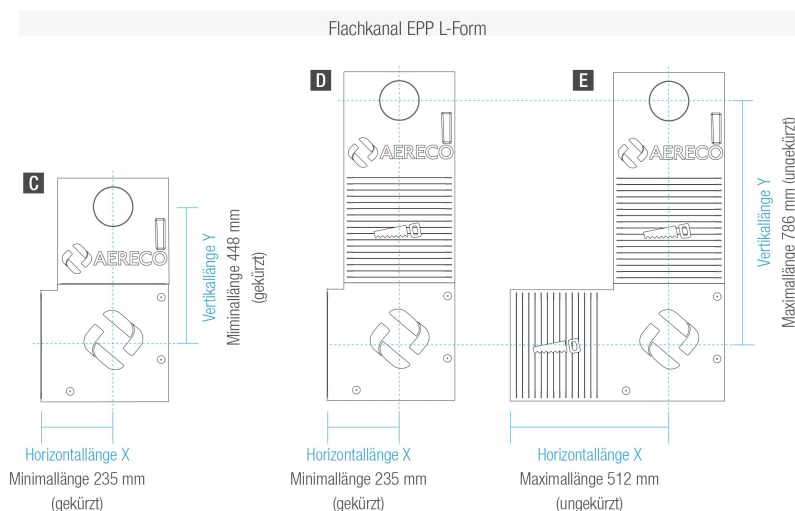 Flachkanal EPP L-Form
C
AERECO
Vertikallänge Y
Miminallänge 448 mm
(gekürzt)
Horizontallänge X
Minimallänge 235 mm
(gekürzt)
D
AERECO
Horizontallänge X
Minimallänge 235 mm
(gekürzt)
E
AERECO
Vertikallänge Y
Maximallänge 786 mm (ungekürzt)
Horizontallänge X
Maximallänge 512 mm
(ungekürzt)